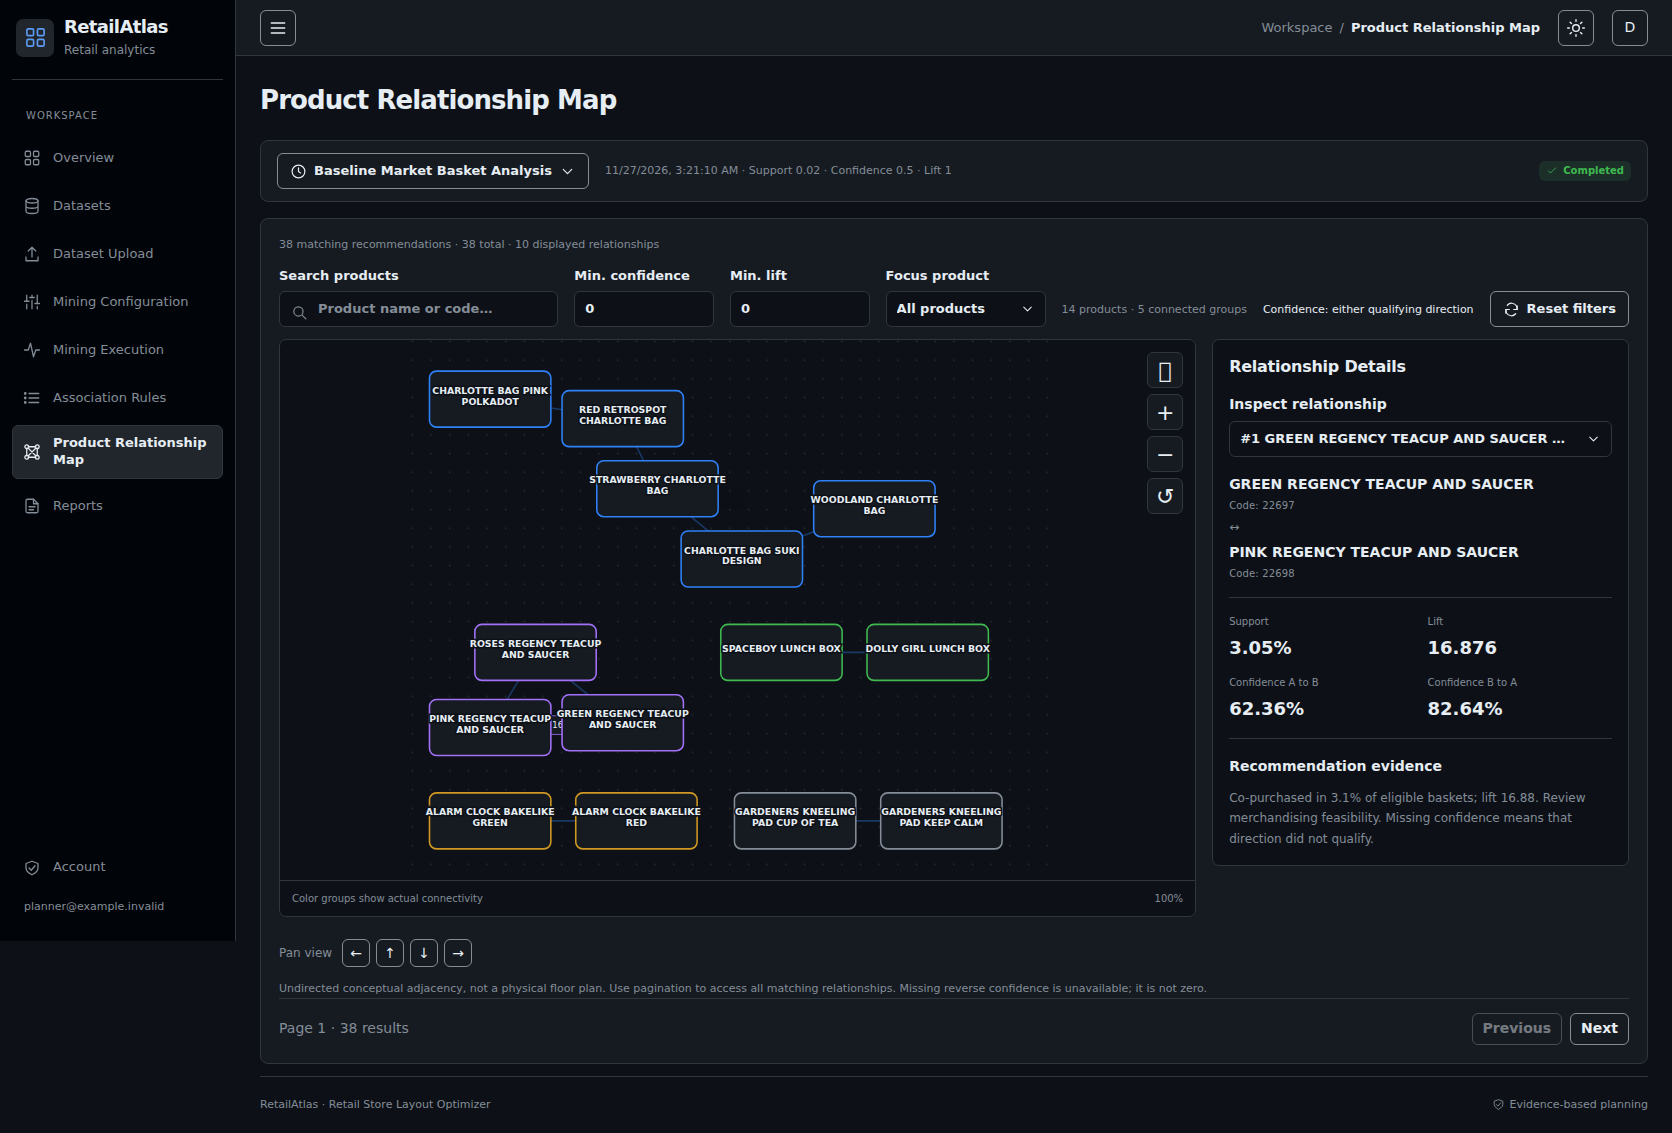 RetailAtlas
Retail analytics
WORKSPACE
Overview
Datasets
Dataset Upload
Mining Configuration
Mining Execution
Association Rules
Product Relationship
Map
Reports
Account
planner@example.invalid
Workspace / Product Relationship Map
D
Product Relationship Map
Baseline Market Basket Analysis
11/27/2026, 3:21:10 AM · Support 0.02 · Confidence 0.5 · Lift 1
Completed
38 matching recommendations · 38 total · 10 displayed relationships
Search products
Product name or code…
Min. confidence
0
Min. lift
0
Focus product
All products
14 products · 5 connected groups
Confidence: either qualifying direction
Reset filters
CHARLOTTE BAG PINK
POLKADOT
RED RETROSPOT
CHARLOTTE BAG
STRAWBERRY CHARLOTTE
BAG
WOODLAND CHARLOTTE
BAG
CHARLOTTE BAG SUKI
DESIGN
ROSES REGENCY TEACUP
AND SAUCER
SPACEBOY LUNCH BOX
DOLLY GIRL LUNCH BOX
PINK REGENCY TEACUP
AND SAUCER
16
GREEN REGENCY TEACUP
AND SAUCER
ALARM CLOCK BAKELIKE
GREEN
ALARM CLOCK BAKELIKE
RED
GARDENERS KNEELING
PAD CUP OF TEA
GARDENERS KNEELING
PAD KEEP CALM
+
−
↺
Color groups show actual connectivity
100%
Relationship Details
Inspect relationship
#1 GREEN REGENCY TEACUP AND SAUCER …
GREEN REGENCY TEACUP AND SAUCER
Code: 22697
↔
PINK REGENCY TEACUP AND SAUCER
Code: 22698
Support
3.05%
Lift
16.876
Confidence A to B
62.36%
Confidence B to A
82.64%
Recommendation evidence
Co-purchased in 3.1% of eligible baskets; lift 16.88. Review
merchandising feasibility. Missing confidence means that
direction did not qualify.
Pan view ← ↑ ↓ →
Undirected conceptual adjacency, not a physical floor plan. Use pagination to access all matching relationships. Missing reverse confidence is unavailable; it is not zero.
Page 1 · 38 results
Previous
Next
RetailAtlas · Retail Store Layout Optimizer
Evidence-based planning